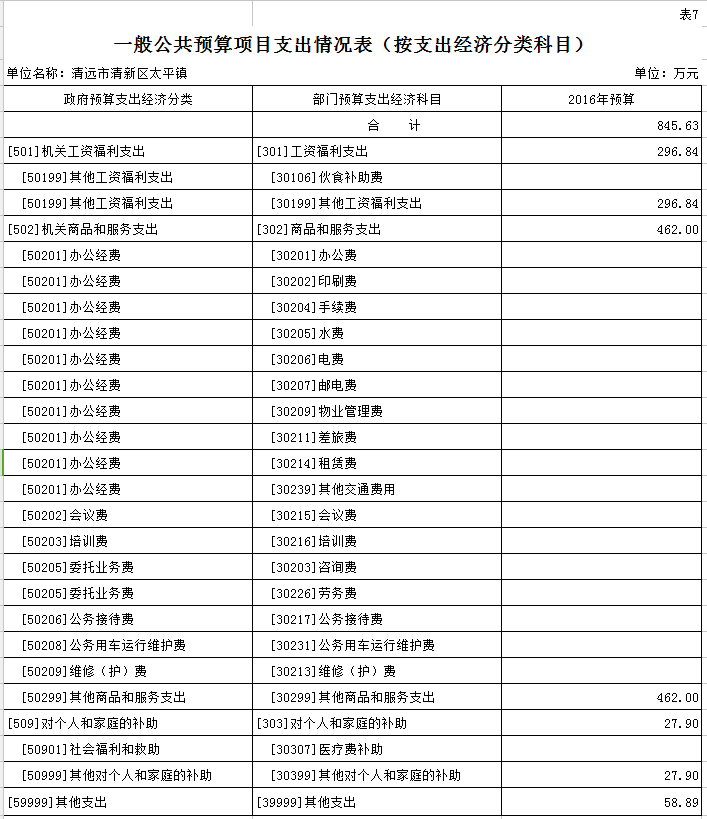 表7
一般公共预算项目支出情况表（按支出经济分类科目）
单位名称：清远市清新区太平镇 单位：万元
政府预算支出经济分类 部门预算支出经济科目 2016年预算
合 计 845.63
[501]机关工资福利支出 [301]工资福利支出 296.84
[50199]其他工资福利支出 [30106]伙食补助费
[50199]其他工资福利支出 [30199]其他工资福利支出 296.84
[502]机关商品和服务支出 [302]商品和服务支出 462.00
[50201]办公经费 [30201]办公费
[50201]办公经费 [30202]印刷费
[50201]办公经费 [30204]手续费
[50201]办公经费 [30205]水费
[50201]办公经费 [30206]电费
[50201]办公经费 [30207]邮电费
[50201]办公经费 [30209]物业管理费
[50201]办公经费 [30211]差旅费
[50201]办公经费 [30214]租赁费
[50201]办公经费 [30239]其他交通费用
[50202]会议费 [30215]会议费
[50203]培训费 [30216]培训费
[50205]委托业务费 [30203]咨询费
[50205]委托业务费 [30226]劳务费
[50206]公务接待费 [30217]公务接待费
[50208]公务用车运行维护费 [30231]公务用车运行维护费
[50209]维修（护）费 [30213]维修（护）费
[50299]其他商品和服务支出 [30299]其他商品和服务支出 462.00
[509]对个人和家庭的补助 [303]对个人和家庭的补助 27.90
[50901]社会福利和救助 [30307]医疗费补助
[50999]其他对个人和家庭的补助 [30399]其他对个人和家庭的补助 27.90
[59999]其他支出 [39999]其他支出 58.89